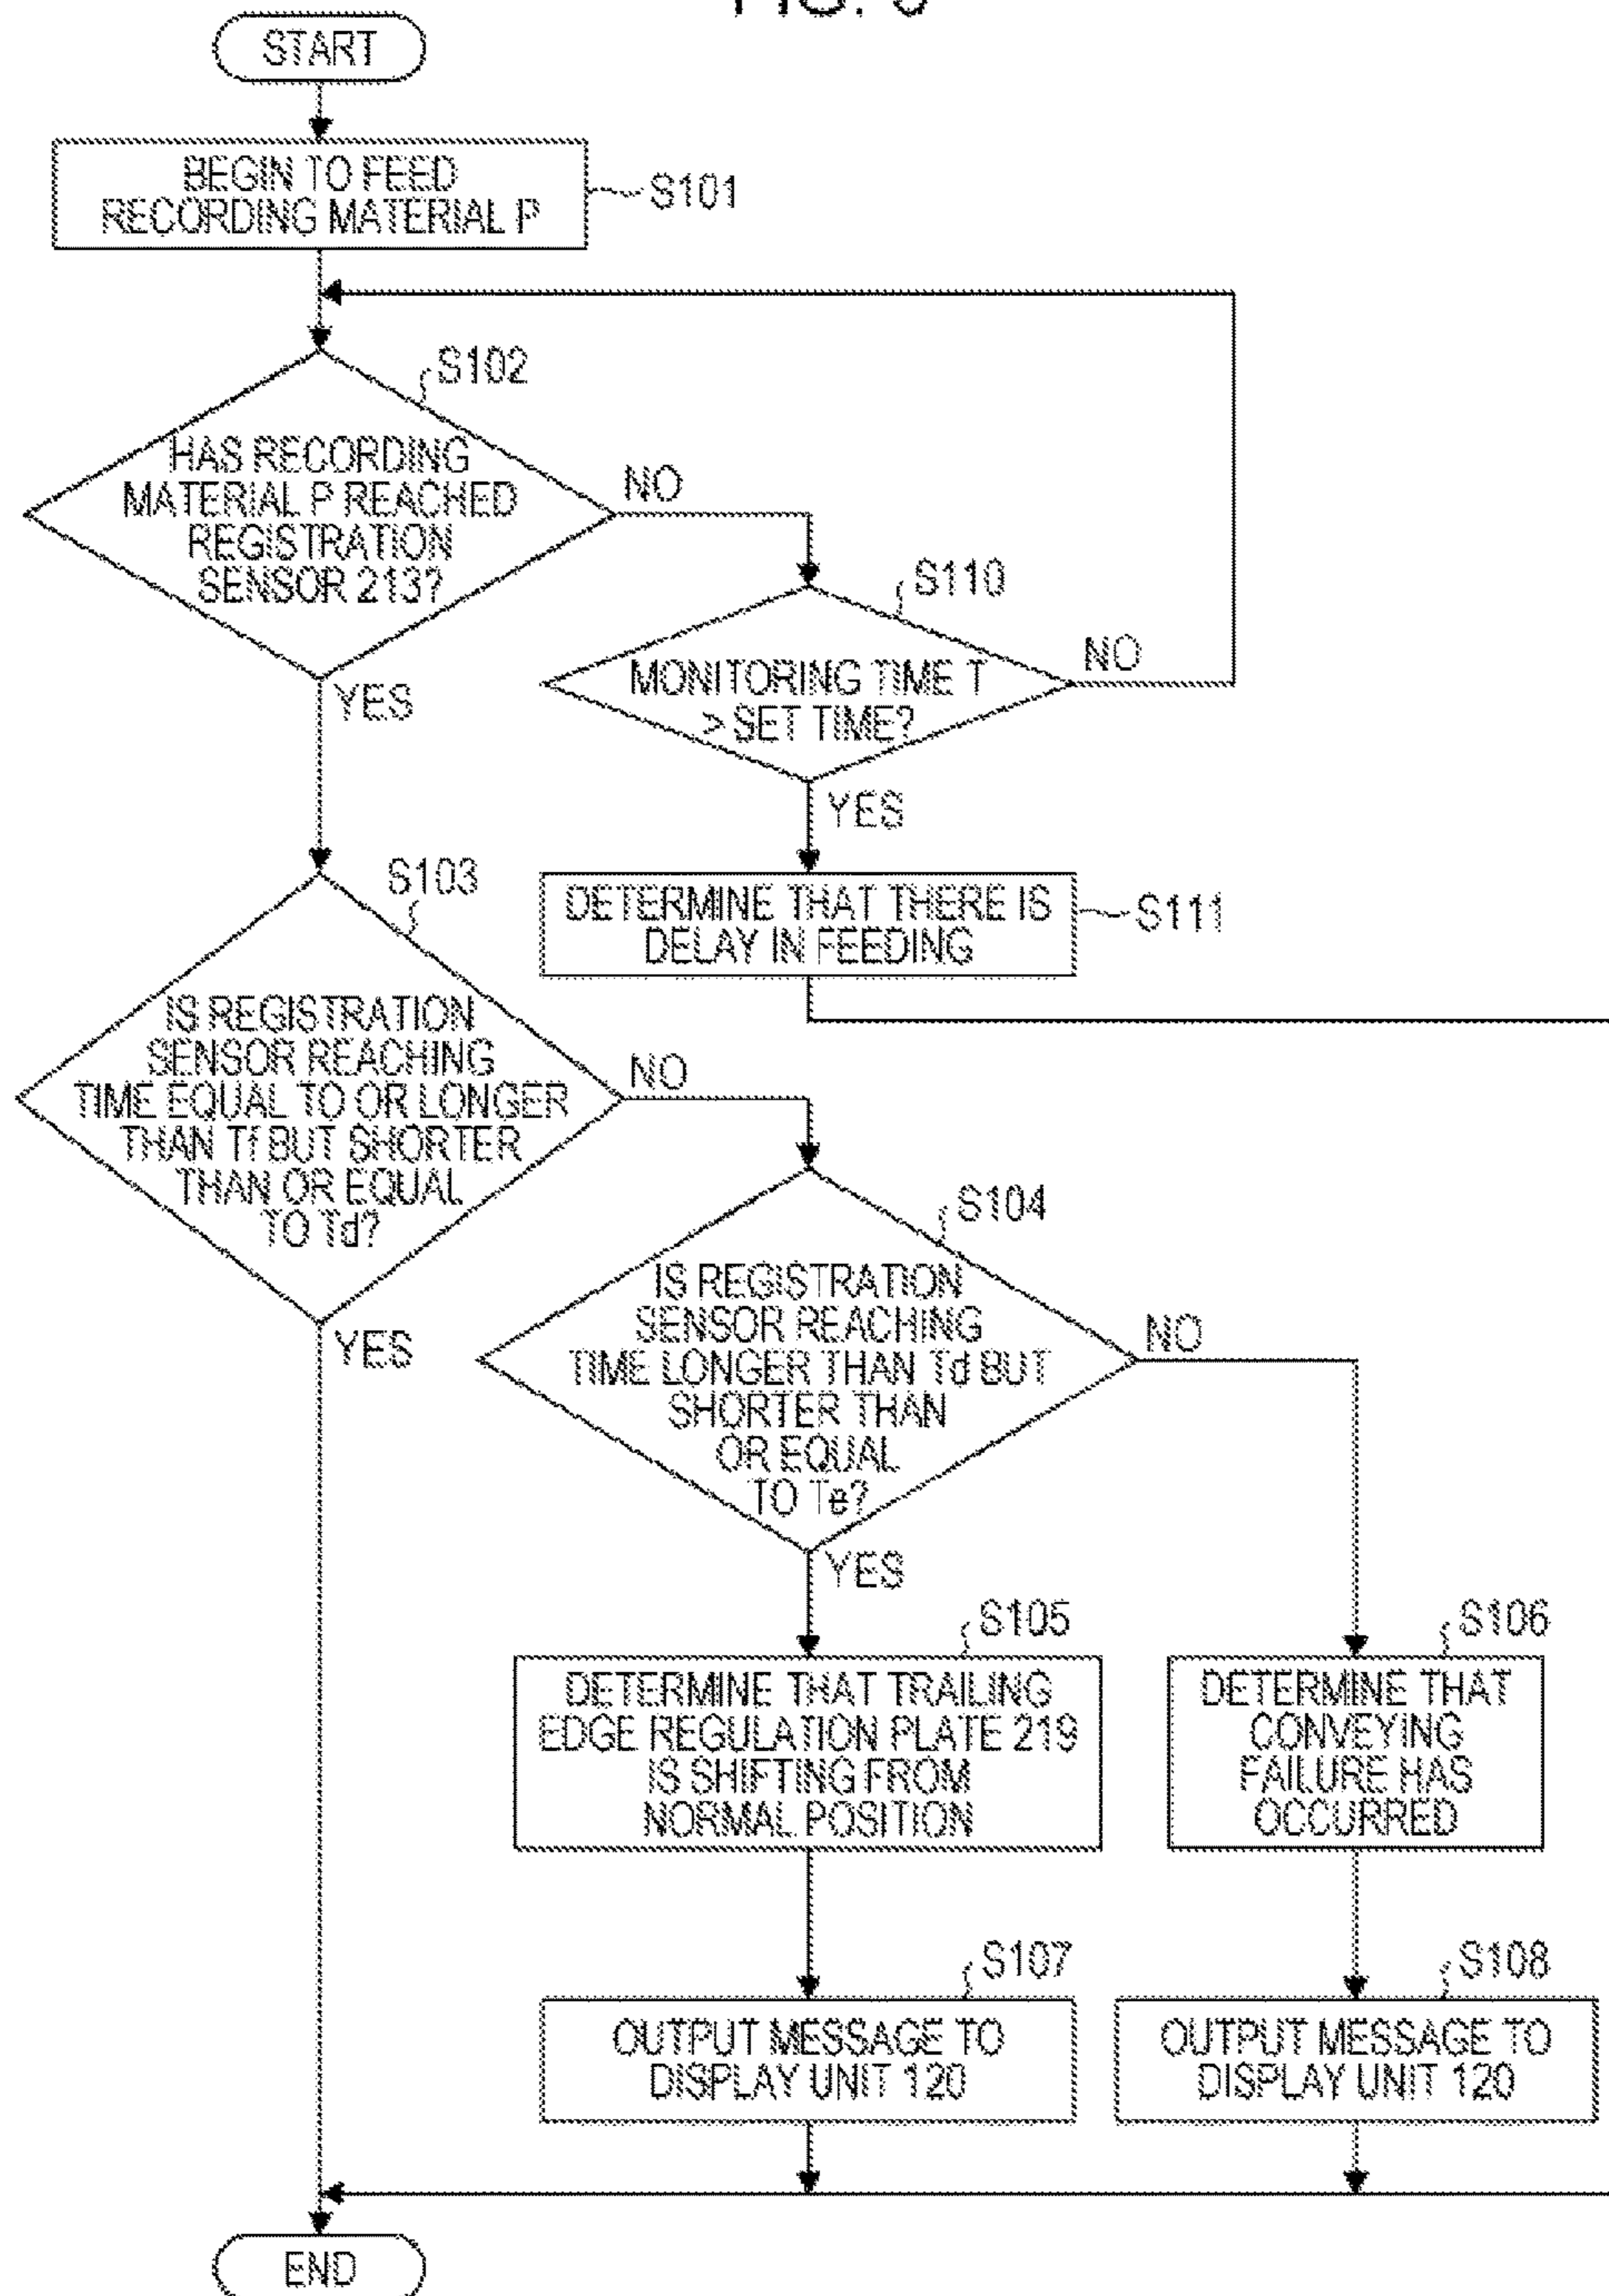 START
BEGIN TO FEED
RECORDING MATERIAL P
S101
S102
HAS RECORDING
MATERIAL P REACHED
REGISTRATION
SENSOR 213?
NO
YES
S110
MONITORING TIME T
> SET TIME?
NO
YES
S103
DETERMINE THAT THERE IS
DELAY IN FEEDING
S111
IS REGISTRATION
SENSOR REACHING
TIME EQUAL TO OR LONGER
THAN Tf BUT SHORTER
THAN OR EQUAL
TO Td?
NO
YES
S104
IS REGISTRATION
SENSOR REACHING
TIME LONGER THAN Td BUT
SHORTER THAN
OR EQUAL
TO Te?
NO
YES
S105
DETERMINE THAT TRAILING
EDGE REGULATION PLATE 219
IS SHIFTING FROM
NORMAL POSITION
S106
DETERMINE THAT
CONVEYING
FAILURE HAS
OCCURRED
S107
OUTPUT MESSAGE TO
DISPLAY UNIT 120
S108
OUTPUT MESSAGE TO
DISPLAY UNIT 120
END